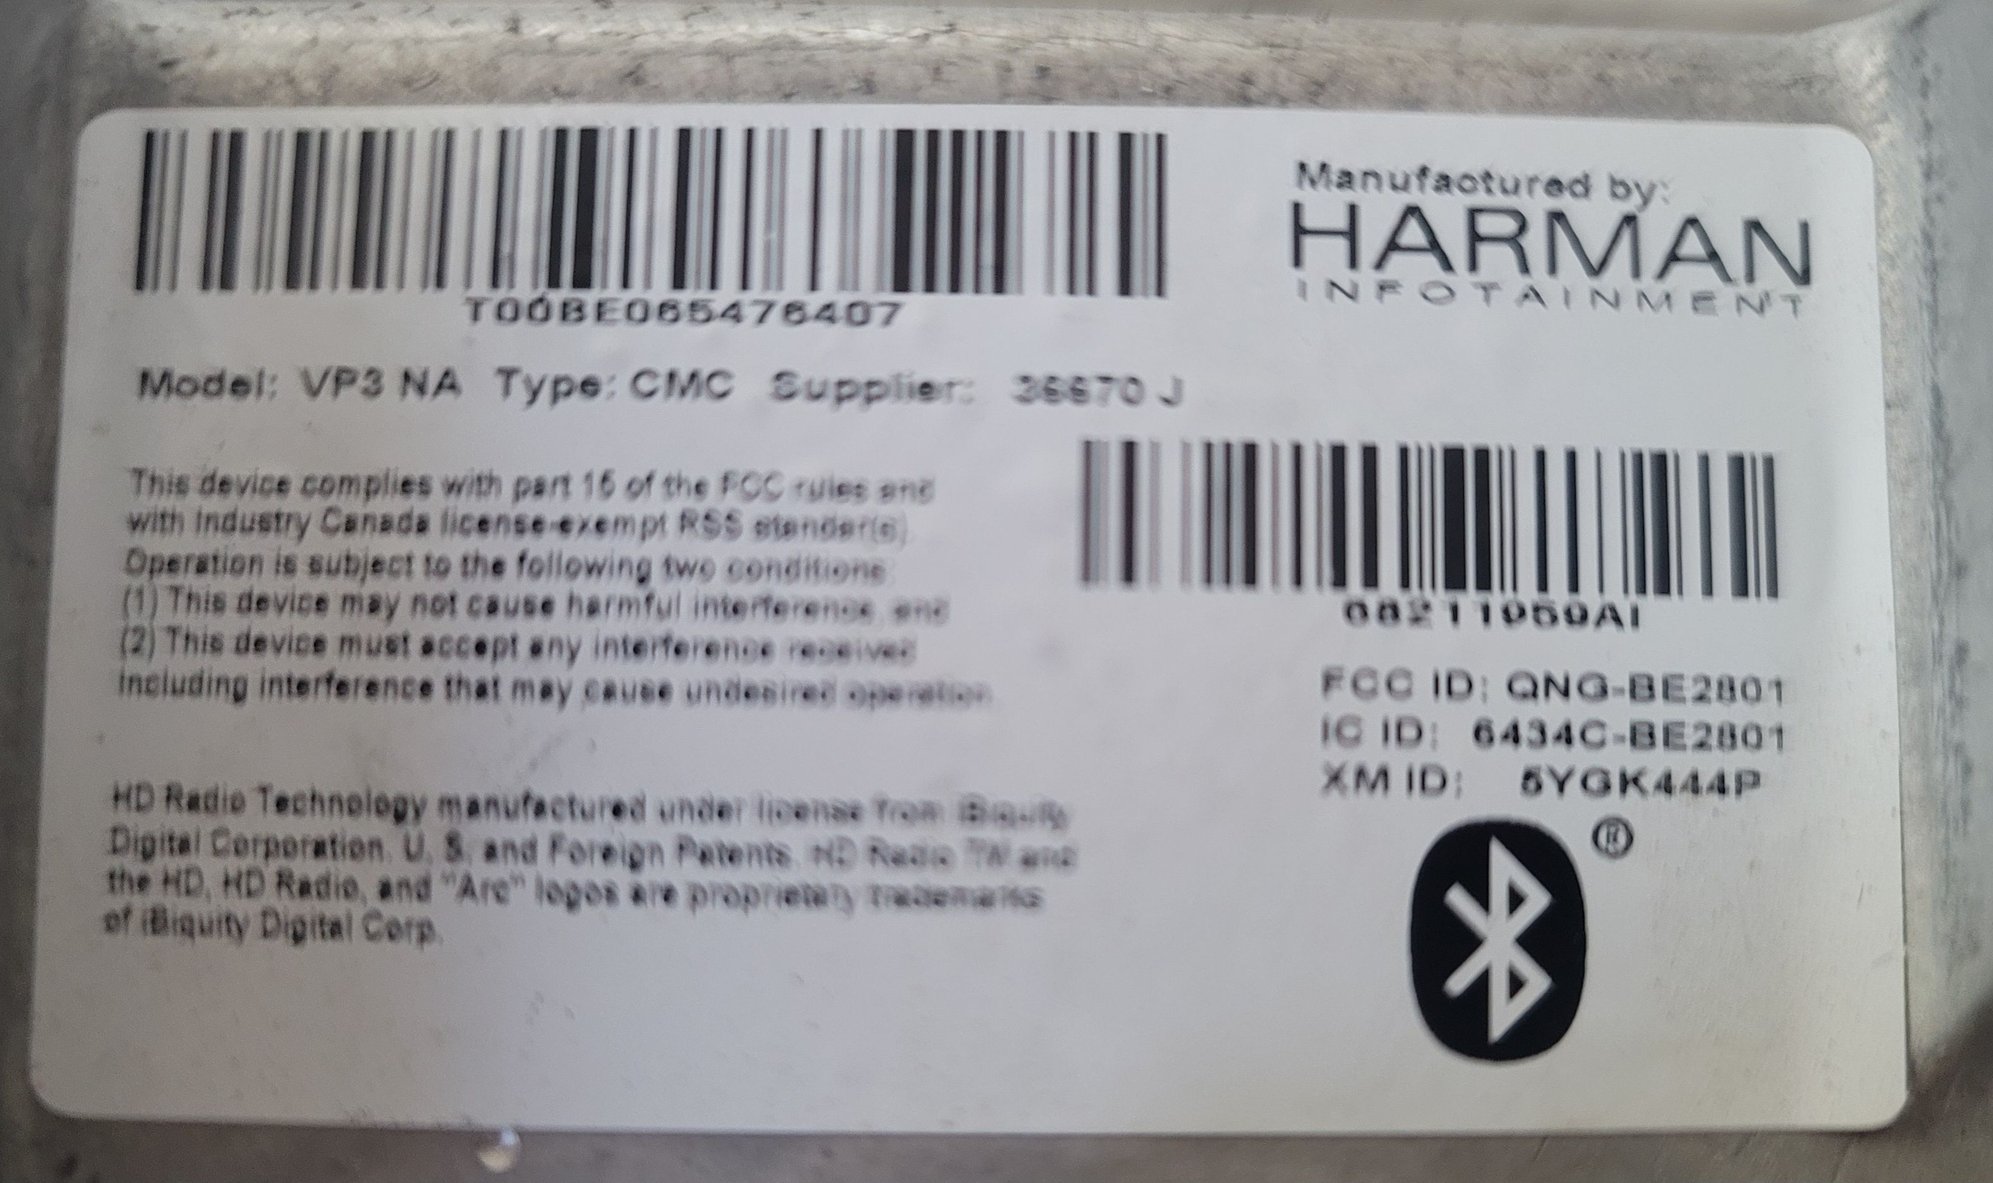 T00BE065476407
Manufactured by:
HARMAN
INFOTAINMENT
Model: VP3 NA Type: CMC Supplier: 36670 J
This device complies with part 15 of the FCC rules and
with Industry Canada license-exempt RSS standar(s).
Operation is subject to the following two conditions:
(1) This device may not cause harmful interference, and
(2) This device must accept any interference received
including interference that may cause undesired operation.
68211959AI
FCC ID: QNG-BE2801
IC ID: 6434C-BE2801
XM ID: 5YGK444P
HD Radio Technology manufactured under license from iBiquity
Digital Corporation. U. S. and Foreign Patents. HD Radio TM and
the HD, HD Radio, and "Arc" logos are proprietary trademarks
of iBiquity Digital Corp.
®